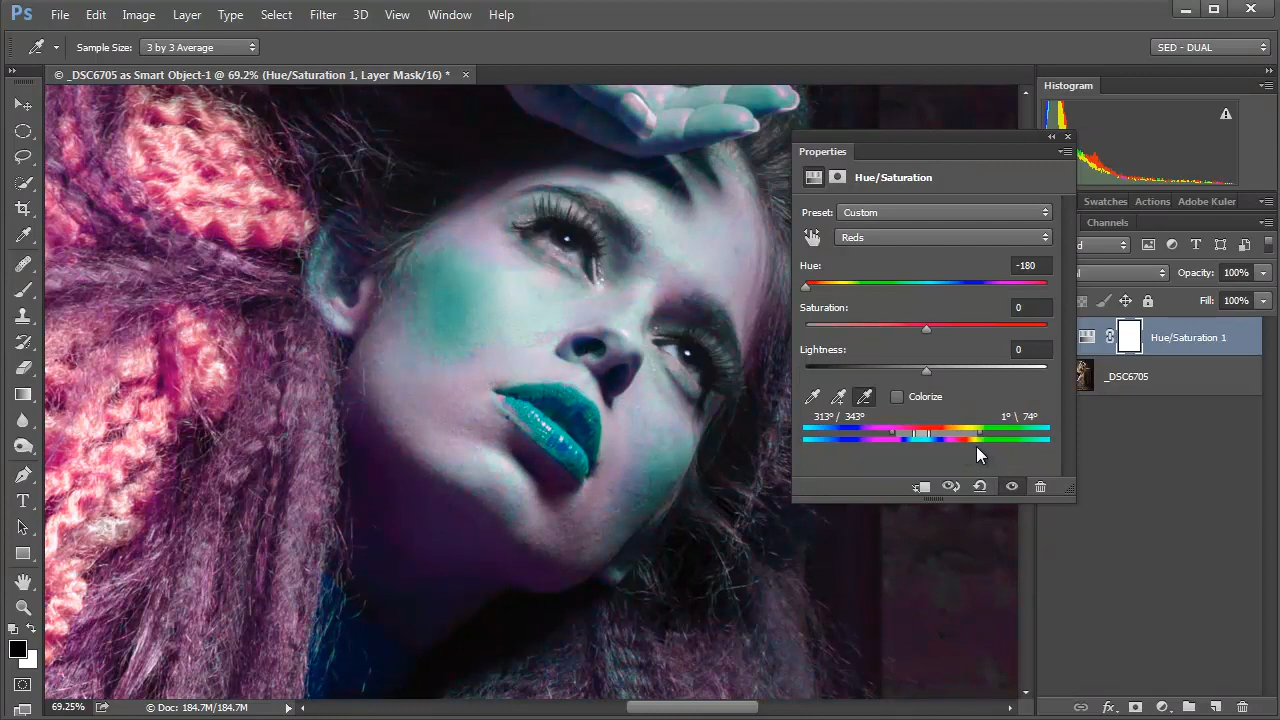 Ps File Edit Image Layer Type Select Filter 3D View Window Help
Sample Size: 3 by 3 Average SED - DUAL
© _DSC6705 as Smart Object-1 @ 69.2% (Hue/Saturation 1, Layer Mask/16) *
Histogram
Properties
Hue/Saturation
Preset: Custom
Reds
Hue: -180
Saturation: 0
Lightness: 0
Colorize
313°/ 343° 1° \ 74°
Swatches Actions Adobe Kuler
Channels
Opacity: 100%
Fill: 100%
Hue/Saturation 1
_DSC6705
69.25% © Doc: 184.7M/184.7M
fx